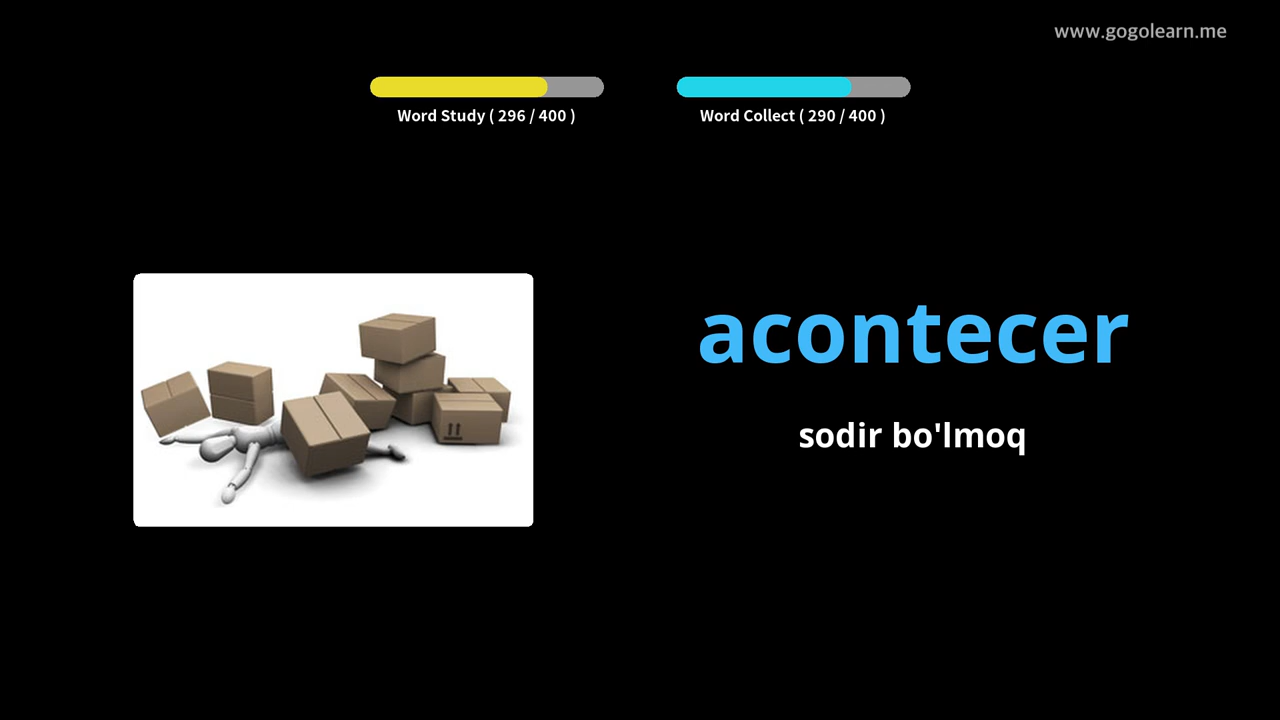 www.gogolearn.me
Word Study ( 296 / 400 )
Word Collect ( 290 / 400 )
acontecer
sodir bo'lmoq